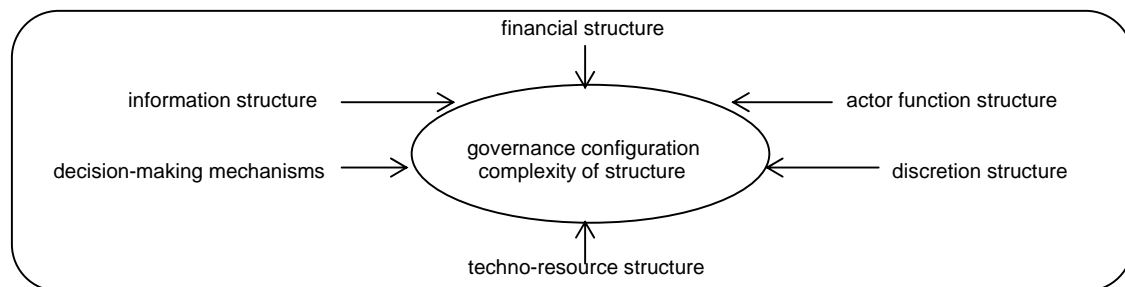 financial structure
information structure
actor function structure
governance configuration
complexity of structure
decision-making mechanisms
discretion structure
techno-resource structure